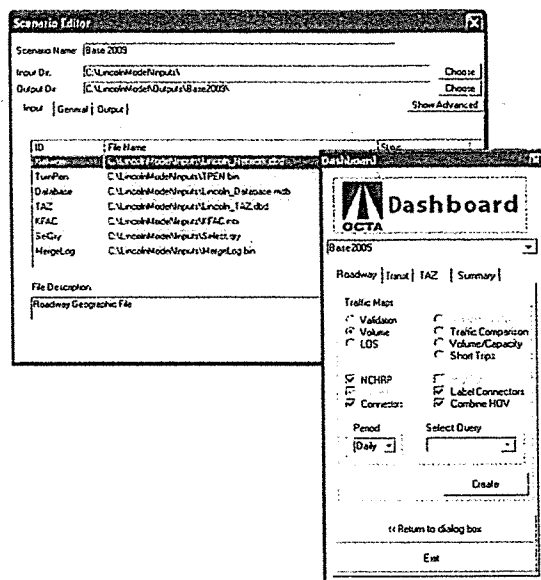 Scenario Editor
Scenario Name: Base 2009
Input Dir. C:\LincolnModel\Inputs\ Choose
Output Dir C:\LincolnModel\Outputs\Base2009\ Choose
Input General Output Show Advanced
ID File Name
C:\LincolnModel\Inputs\Lincoln_Network.dbd
TurnPen C:\LincolnModel\Inputs\TPEN.bin
Database C:\LincolnModel\Inputs\Lincoln_Database.mdb
TAZ C:\LincolnModel\Inputs\Lincoln_TAZ.dbd
KFAC C:\LincolnModel\Inputs\KFAC.mtx
SelQry C:\LincolnModel\Inputs\Select.qry
MergeLog C:\LincolnModel\Inputs\MergeLog.bin
File Description
Roadway Geographic File
Dashboard
OCTA Dashboard
Base2005
Roadway Transit TAZ Summary
Traffic Maps
Validation
Volume Traffic Comparison
LOS Volume/Capacity
Short Trips
NCHRP
Label Connectors
Connectors Combine HOV
Period Select Query
Daily
Create
<< Return to dialog box
Exit